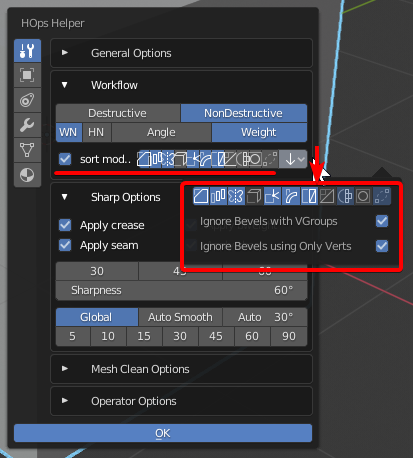 HOps Helper
General Options
Workflow
Destructive NonDestructive
WN HN Angle Weight
sort mod..
Sharp Options
Ignore Bevels with VGroups
Apply crease
Apply seam
Ignore Bevels using Only Verts
30 45 60
Sharpness 60°
Global Auto Smooth Auto 30°
5 10 15 30 45 60 90
Mesh Clean Options
Operator Options
OK